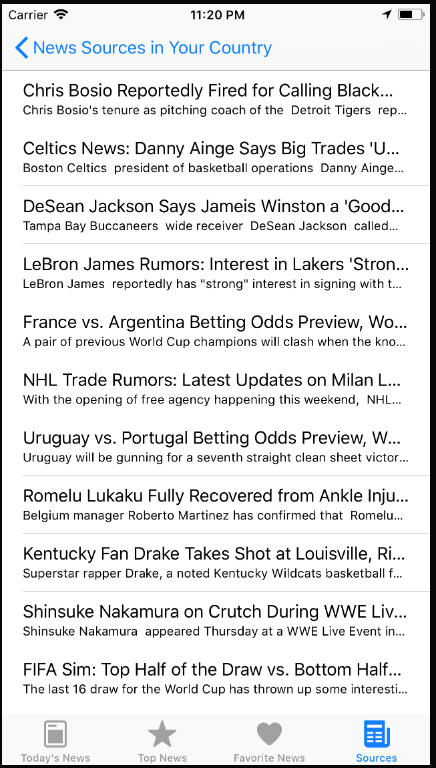 Carrier 11:20 PM
News Sources in Your Country
Chris Bosio Reportedly Fired for Calling Black...
Chris Bosio's tenure as pitching coach of the Detroit Tigers rep...
Celtics News: Danny Ainge Says Big Trades 'U...
Boston Celtics president of basketball operations Danny Ainge...
DeSean Jackson Says Jameis Winston a 'Good...
Tampa Bay Buccaneers wide receiver DeSean Jackson called...
LeBron James Rumors: Interest in Lakers 'Stron...
LeBron James reportedly has "strong" interest in signing with t...
France vs. Argentina Betting Odds Preview, Wo...
A pair of previous World Cup champions will clash when the kno...
NHL Trade Rumors: Latest Updates on Milan L...
With the opening of free agency happening this weekend, NHL...
Uruguay vs. Portugal Betting Odds Preview, W...
Uruguay will be gunning for a seventh straight clean sheet victor...
Romelu Lukaku Fully Recovered from Ankle Inju...
Belgium manager Roberto Martinez has confirmed that Romelu...
Kentucky Fan Drake Takes Shot at Louisville, Ri...
Superstar rapper Drake, a noted Kentucky Wildcats basketball f...
Shinsuke Nakamura on Crutch During WWE Liv...
Shinsuke Nakamura appeared Thursday at a WWE Live Event in...
FIFA Sim: Top Half of the Draw vs. Bottom Half...
The last 16 draw for the World Cup has thrown up some interesti...
Today's News Top News Favorite News Sources